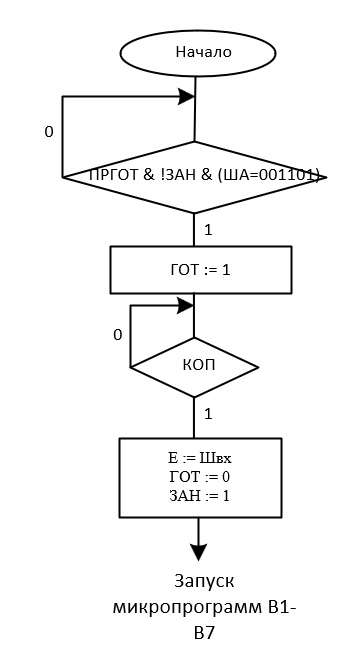 Начало
0
ПРГОТ & !ЗАН & (ША=001101)
1
ГОТ := 1
0
КОП
1
E := Швх
ГОТ := 0
ЗАН := 1
Запуск
микропрограмм В1-
В7